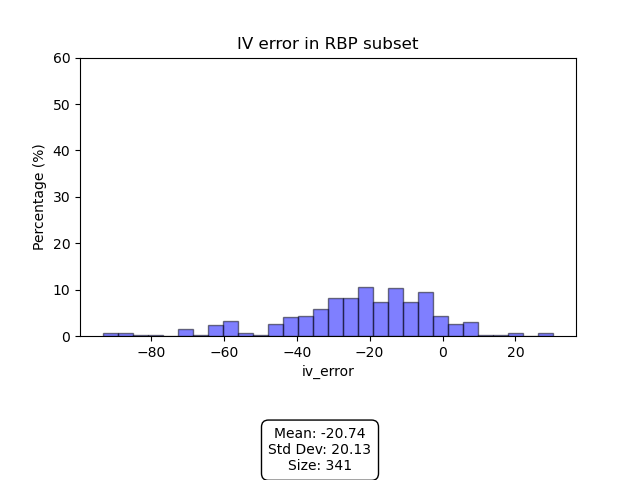 IV error in RBP subset
60
50
40
30
20
10
0
Percentage (%)
−80
−60
−40
−20
0
20
iv_error
Mean: -20.74
Std Dev: 20.13
Size: 341